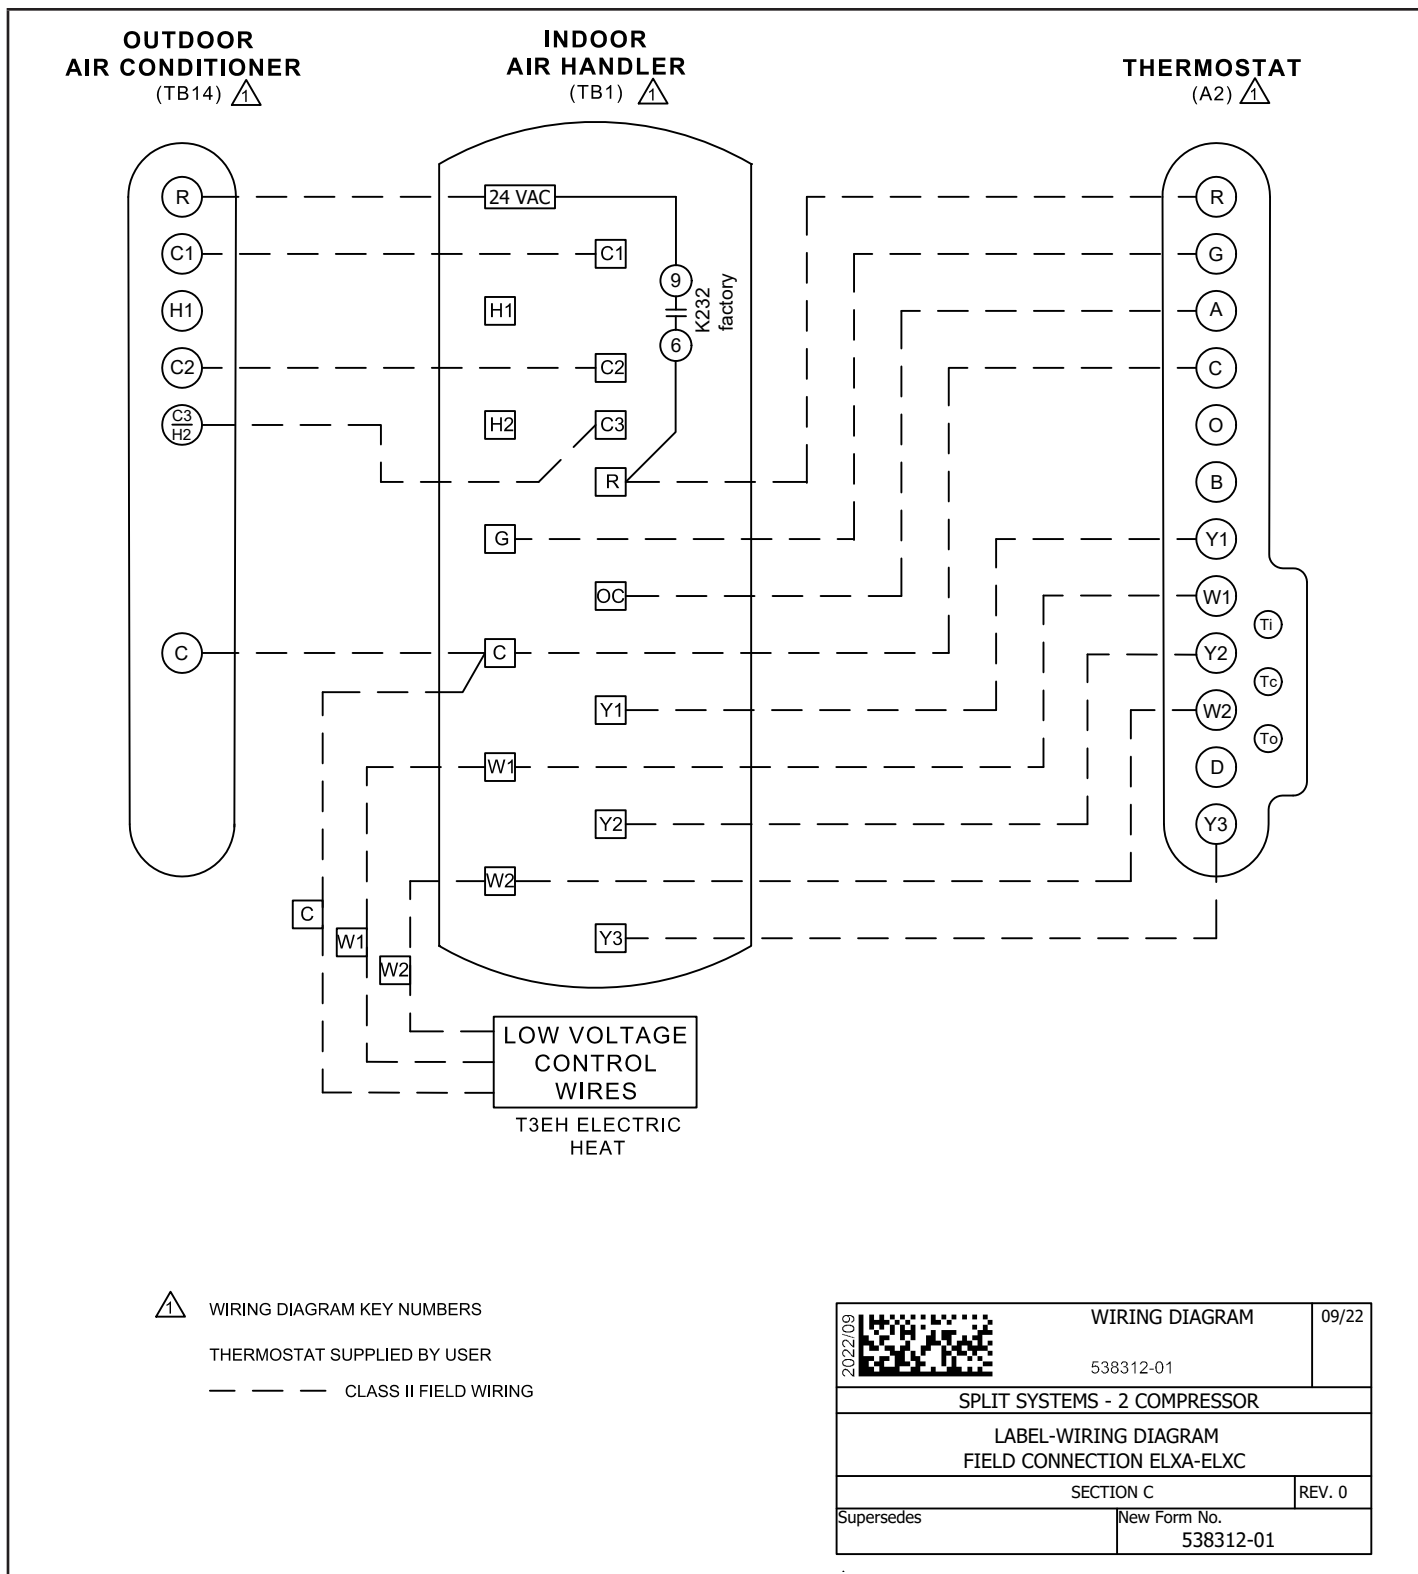 OUTDOOR
AIR CONDITIONER
(TB14) 1
INDOOR
AIR HANDLER
(TB1) 1
THERMOSTAT
(A2) 1
R
C1
H1
C2
C3
H2
C
24 VAC
C1
H1
C2
H2
C3
R
G
OC
C
Y1
W1
Y2
W2
Y3
9
K232
factory
6
R
G
A
C
O
B
Y1
W1
Y2
W2
D
Y3
Ti
Tc
To
C
W1
W2
LOW VOLTAGE
CONTROL
WIRES
T3EH ELECTRIC
HEAT
1 WIRING DIAGRAM KEY NUMBERS
THERMOSTAT SUPPLIED BY USER
CLASS II FIELD WIRING
2022/09
WIRING DIAGRAM
09/22
538312-01
SPLIT SYSTEMS - 2 COMPRESSOR
LABEL-WIRING DIAGRAM
FIELD CONNECTION ELXA-ELXC
SECTION C
REV. 0
Supersedes
New Form No.
538312-01